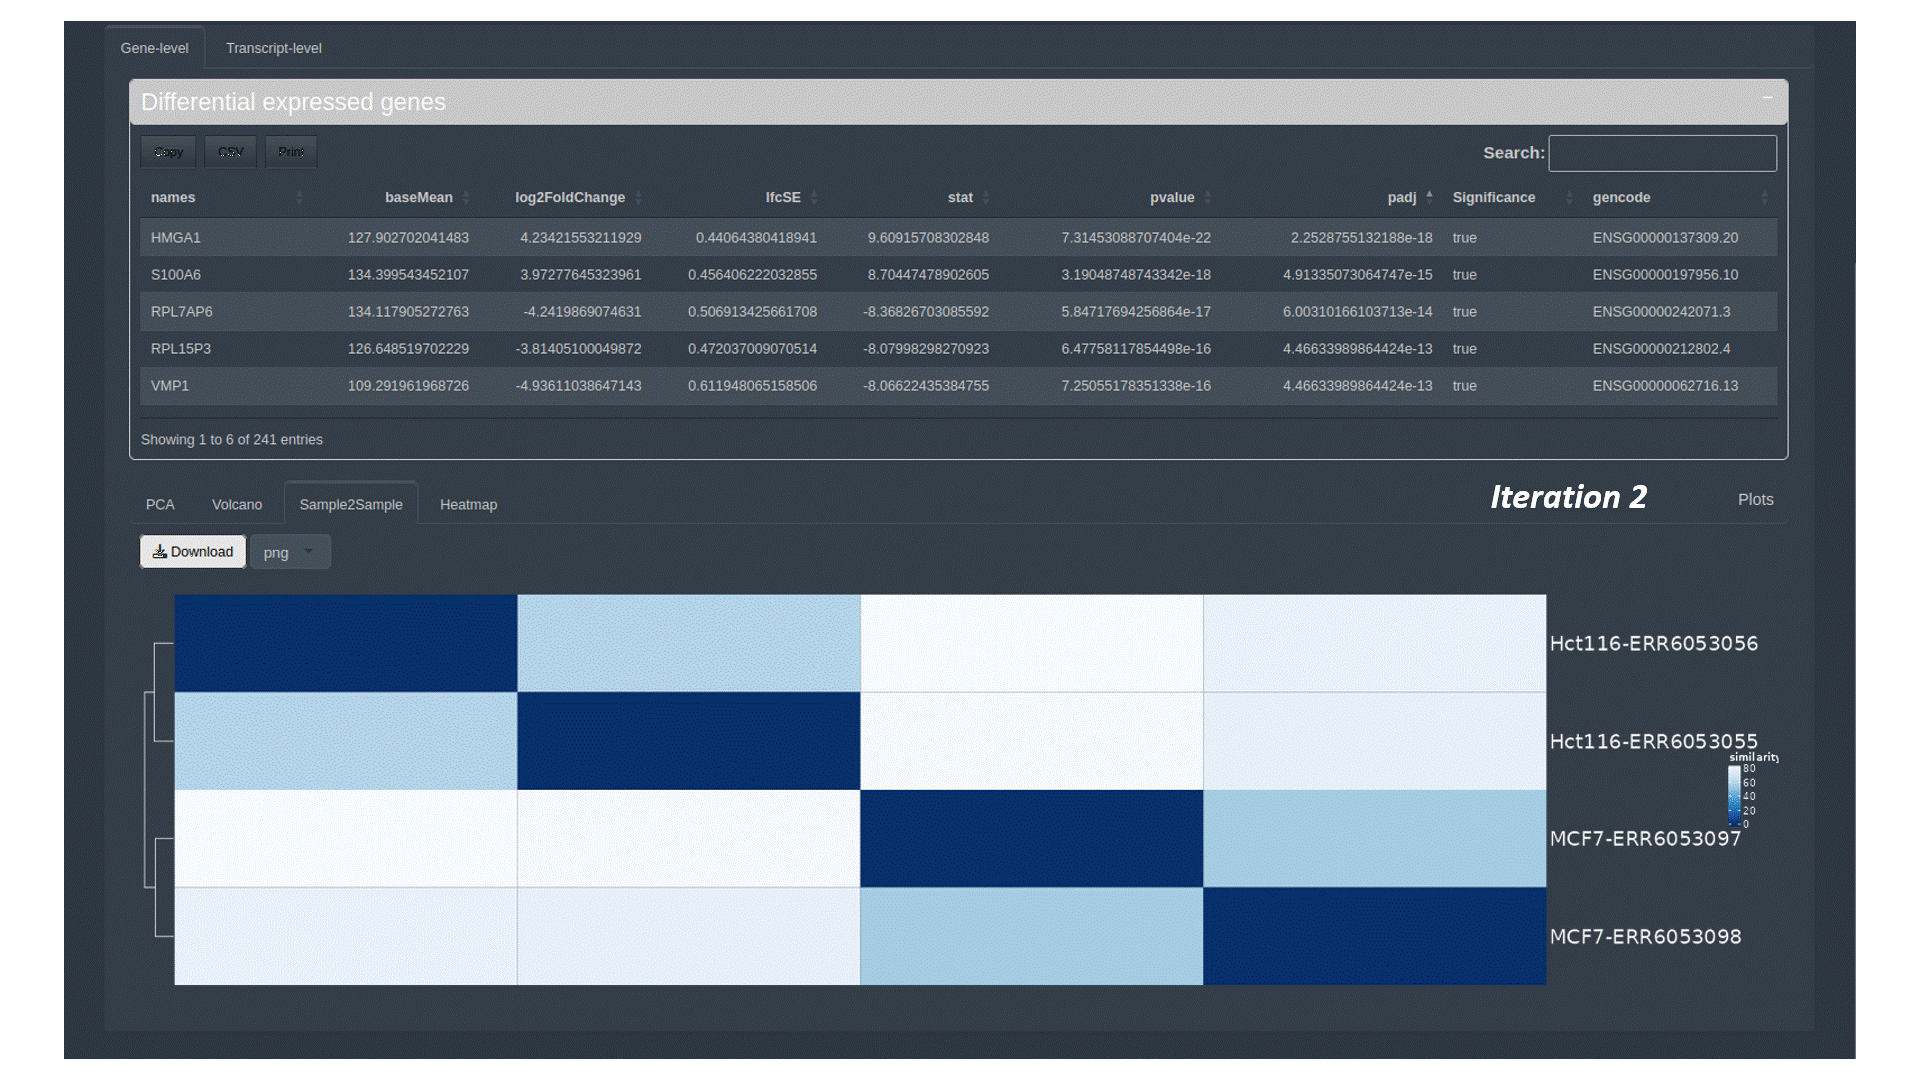 Gene-level Transcript-level
Differential expressed genes −
Copy CSV Print Search:
names baseMean log2FoldChange lfcSE stat pvalue padj Significance gencode
HMGA1 127.902702041483 4.23421553211929 0.44064380418941 9.60915708302848 7.31453088707404e-22 2.2528755132188e-18 true ENSG00000137309.20
S100A6 134.399543452107 3.97277645323961 0.456406222032855 8.70447478902605 3.19048748743342e-18 4.91335073064747e-15 true ENSG00000197956.10
RPL7AP6 134.117905272763 -4.2419869074631 0.506913425661708 -8.36826703085592 5.84717694256864e-17 6.00310166103713e-14 true ENSG00000242071.3
RPL15P3 126.648519702229 -3.81405100049872 0.472037009070514 -8.07998298270923 6.47758117854498e-16 4.46633989864424e-13 true ENSG00000212802.4
VMP1 109.291961968726 -4.93611038647143 0.611948065158506 -8.06622435384755 7.25055178351338e-16 4.46633989864424e-13 true ENSG00000062716.13
Showing 1 to 6 of 241 entries
PCA Volcano Sample2Sample Heatmap Iteration 2 Plots
Download png
Hct116-ERR6053056
Hct116-ERR6053055
similarity
80
60
40
20
0
MCF7-ERR6053097
MCF7-ERR6053098